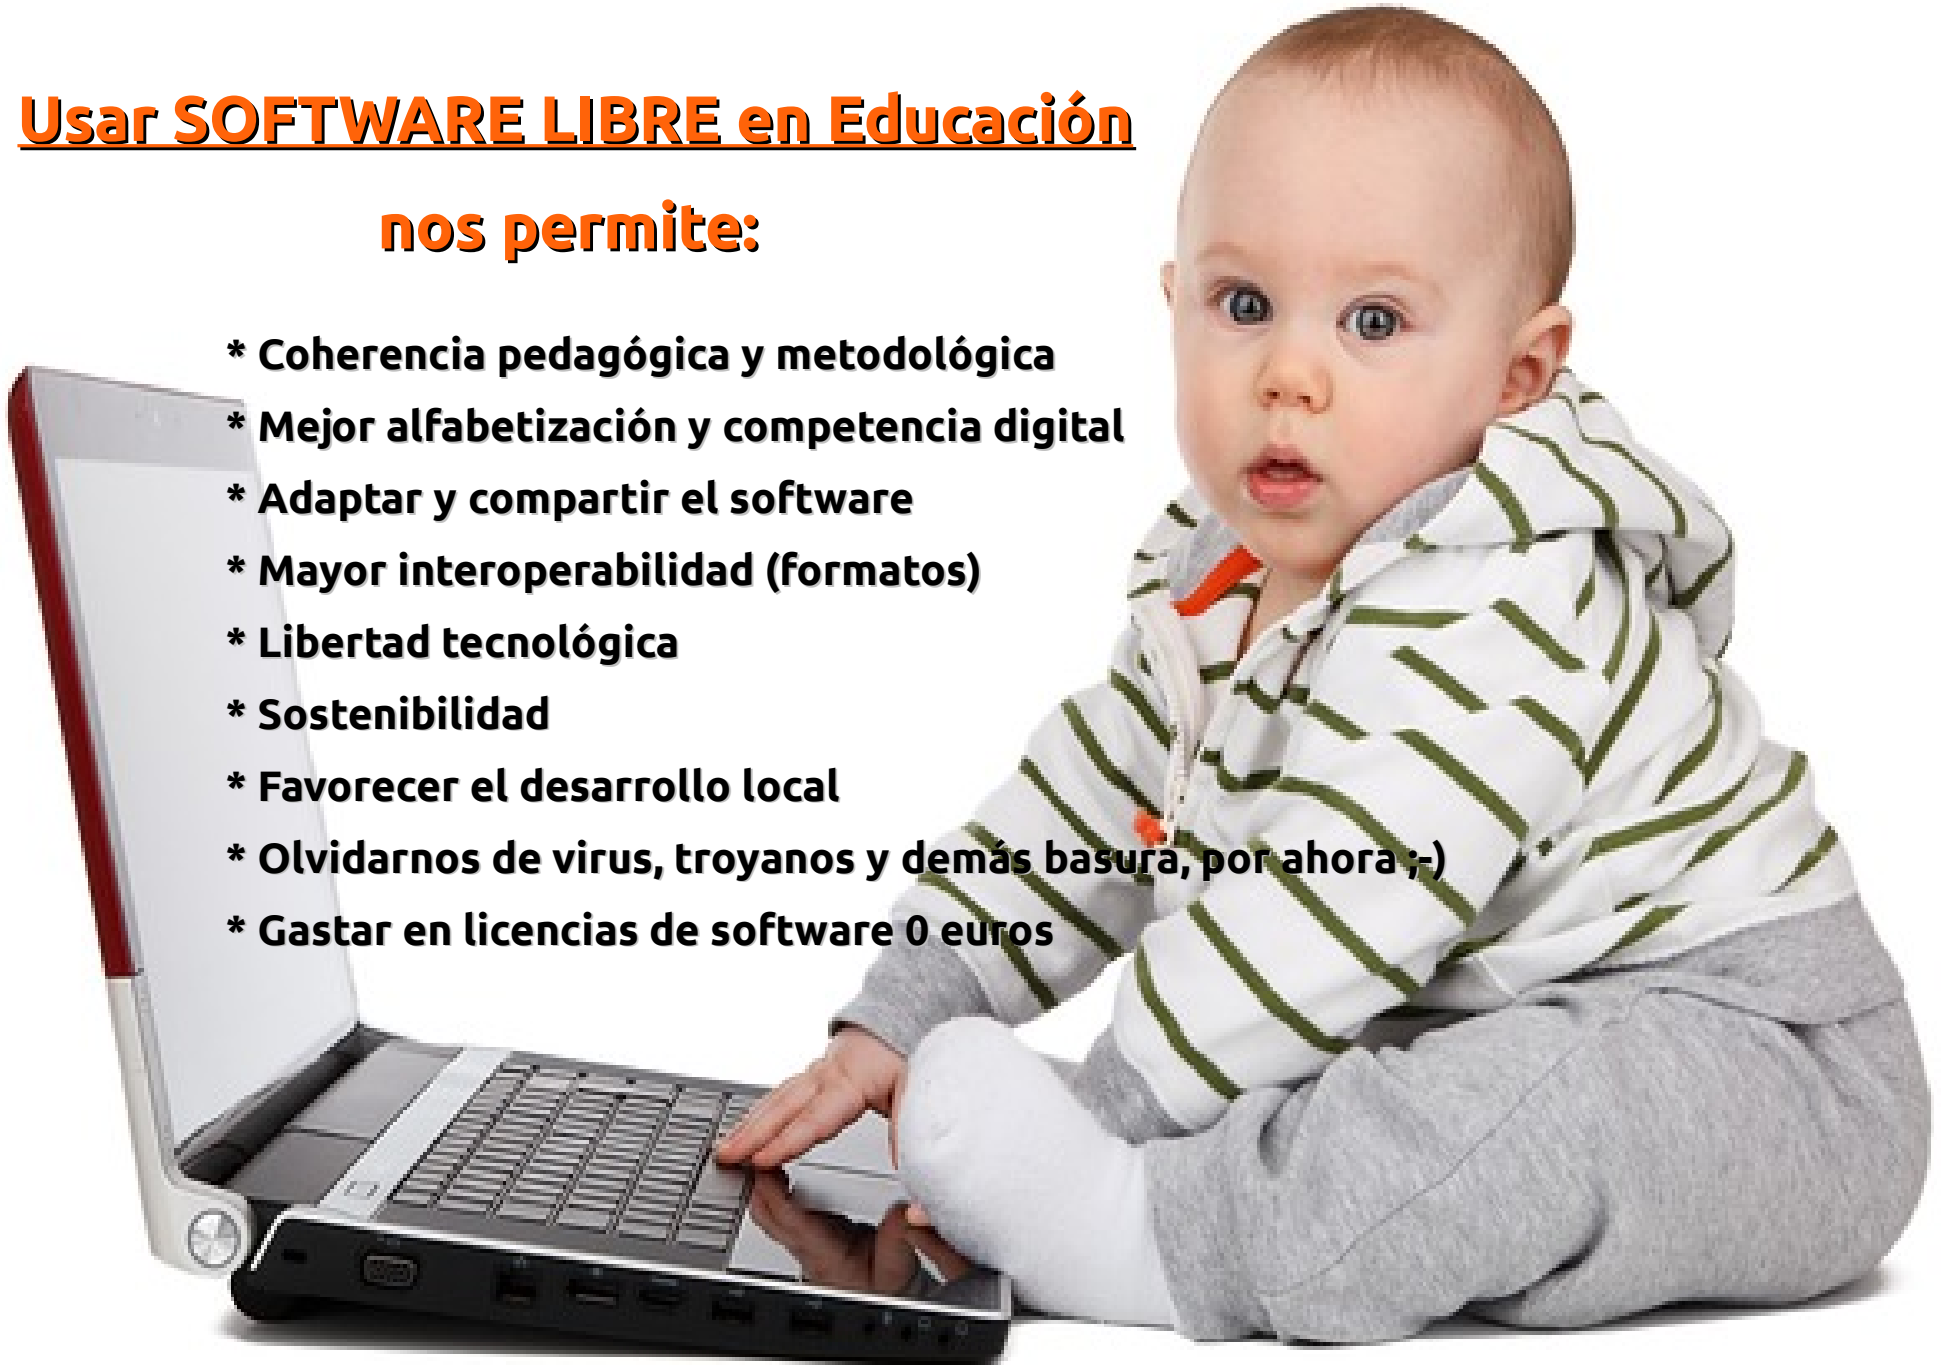 Usar SOFTWARE LIBRE en Educación
nos permite:
* Coherencia pedagógica y metodológica
* Mejor alfabetización y competencia digital
* Adaptar y compartir el software
* Mayor interoperabilidad (formatos)
* Libertad tecnológica
* Sostenibilidad
* Favorecer el desarrollo local
* Olvidarnos de virus, troyanos y demás basura, por ahora ;-)
* Gastar en licencias de software 0 euros